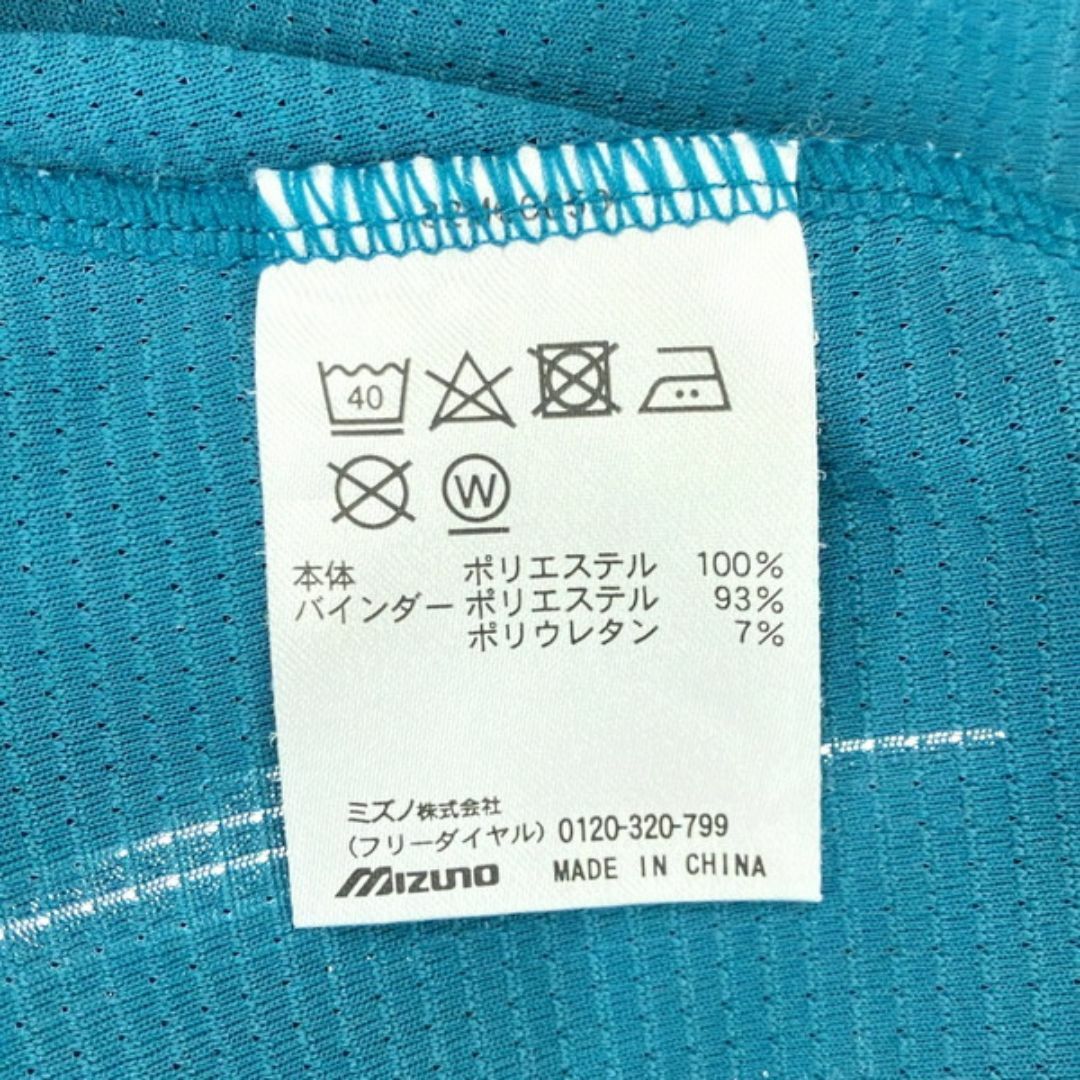 40
W
本体 ポリエステル 100%
バインダー ポリエステル 93%
ポリウレタン 7%
ミズノ株式会社
(フリーダイヤル) 0120-320-799
MIZUNO MADE IN CHINA